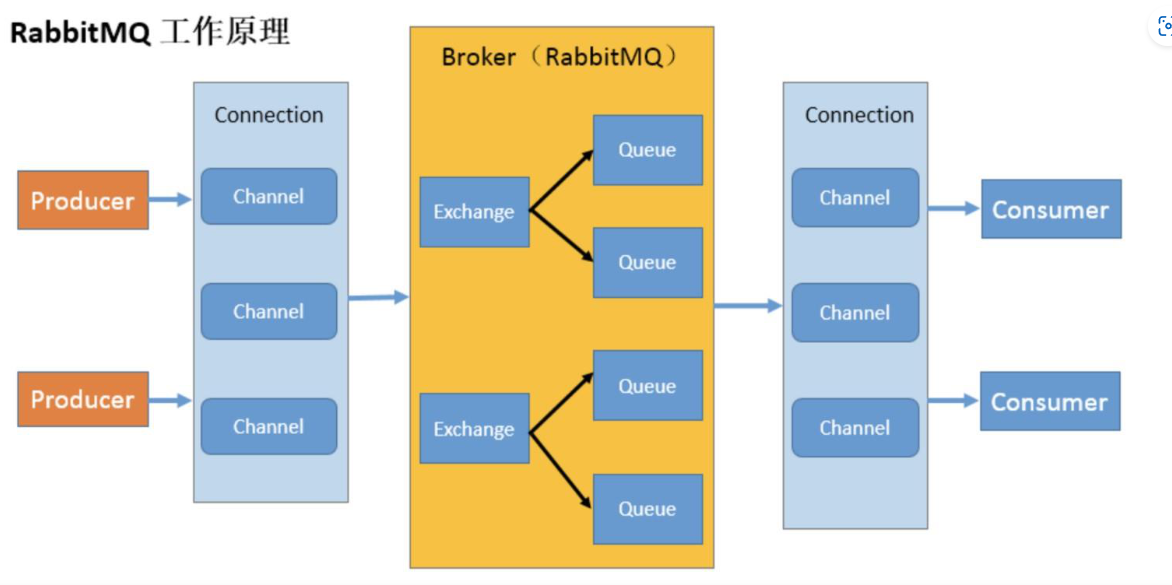 RabbitMQ 工作原理
Broker（RabbitMQ）
Connection
Connection
Producer
Channel
Exchange
Queue
Queue
Channel
Consumer
Channel
Channel
Producer
Channel
Exchange
Queue
Queue
Channel
Consumer